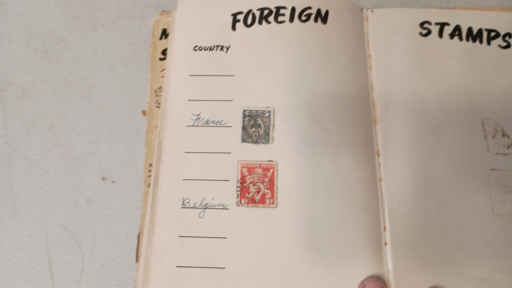 FOREIGN
STAMPS
COUNTRY
France
Belgium